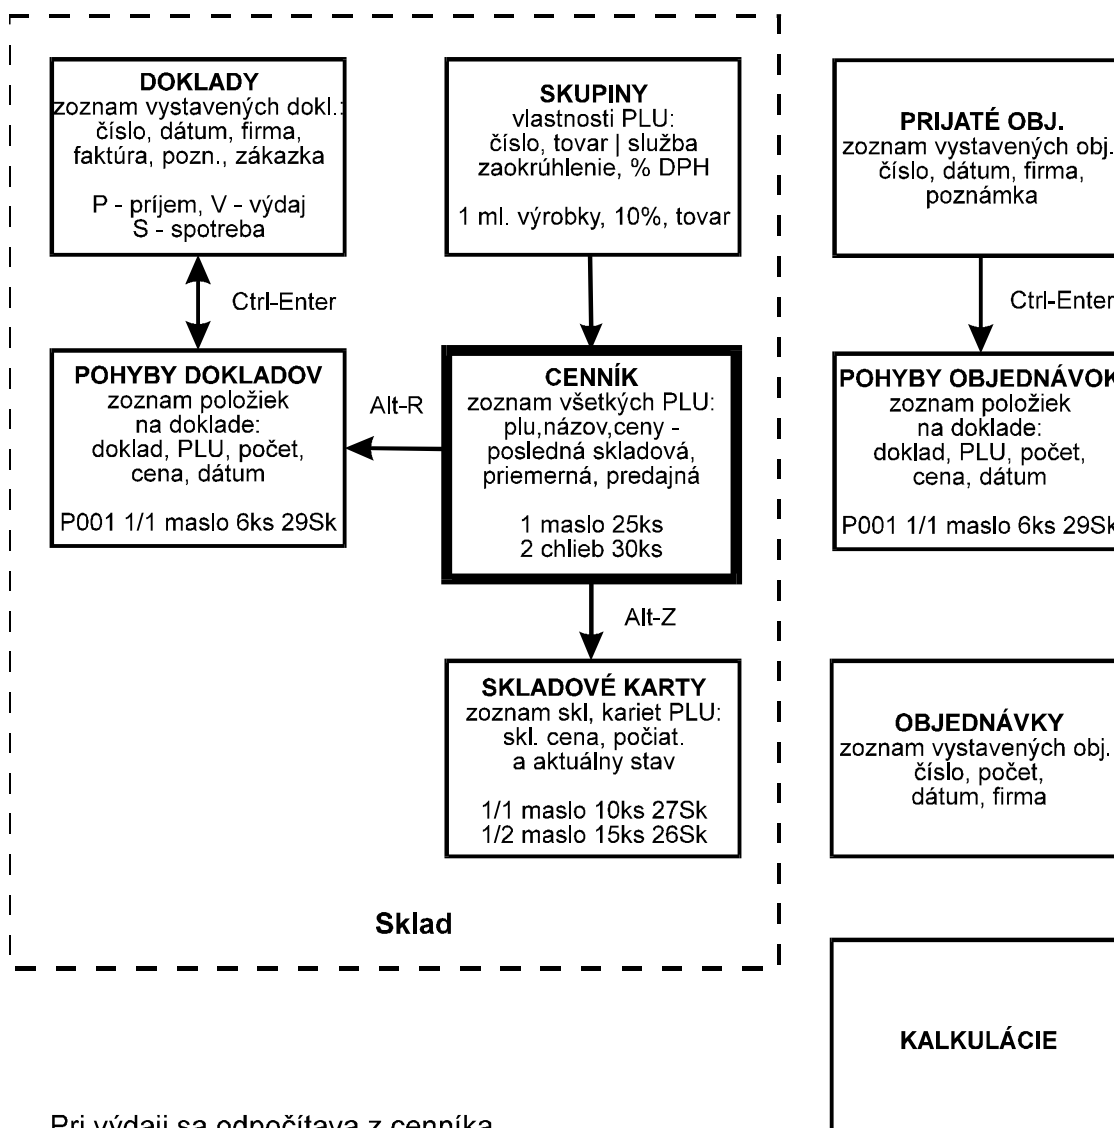 DOKLADY
zoznam vystavených dokl.:
číslo, dátum, firma,
faktúra, pozn., zákazka
P - príjem, V - výdaj
S - spotreba
SKUPINY
vlastnosti PLU:
číslo, tovar | služba
zaokrúhlenie, % DPH
1 ml. výrobky, 10%, tovar
PRIJATÉ OBJ.
zoznam vystavených obj.
číslo, dátum, firma,
poznámka
Ctrl-Enter
Ctrl-Enter
POHYBY DOKLADOV
zoznam položiek
na doklade:
doklad, PLU, počet,
cena, dátum
P001 1/1 maslo 6ks 29Sk
Alt-R
CENNÍK
zoznam všetkých PLU:
plu,názov,ceny -
posledná skladová,
priemerná, predajná
1 maslo 25ks
2 chlieb 30ks
POHYBY OBJEDNÁVOK
zoznam položiek
na doklade:
doklad, PLU, počet,
cena, dátum
P001 1/1 maslo 6ks 29Sk
Alt-Z
SKLADOVÉ KARTY
zoznam skl, kariet PLU:
skl. cena, počiat.
a aktuálny stav
1/1 maslo 10ks 27Sk
1/2 maslo 15ks 26Sk
OBJEDNÁVKY
zoznam vystavených obj.
číslo, počet,
dátum, firma
Sklad
KALKULÁCIE
Pri výdaji sa odpočítava z cenníka